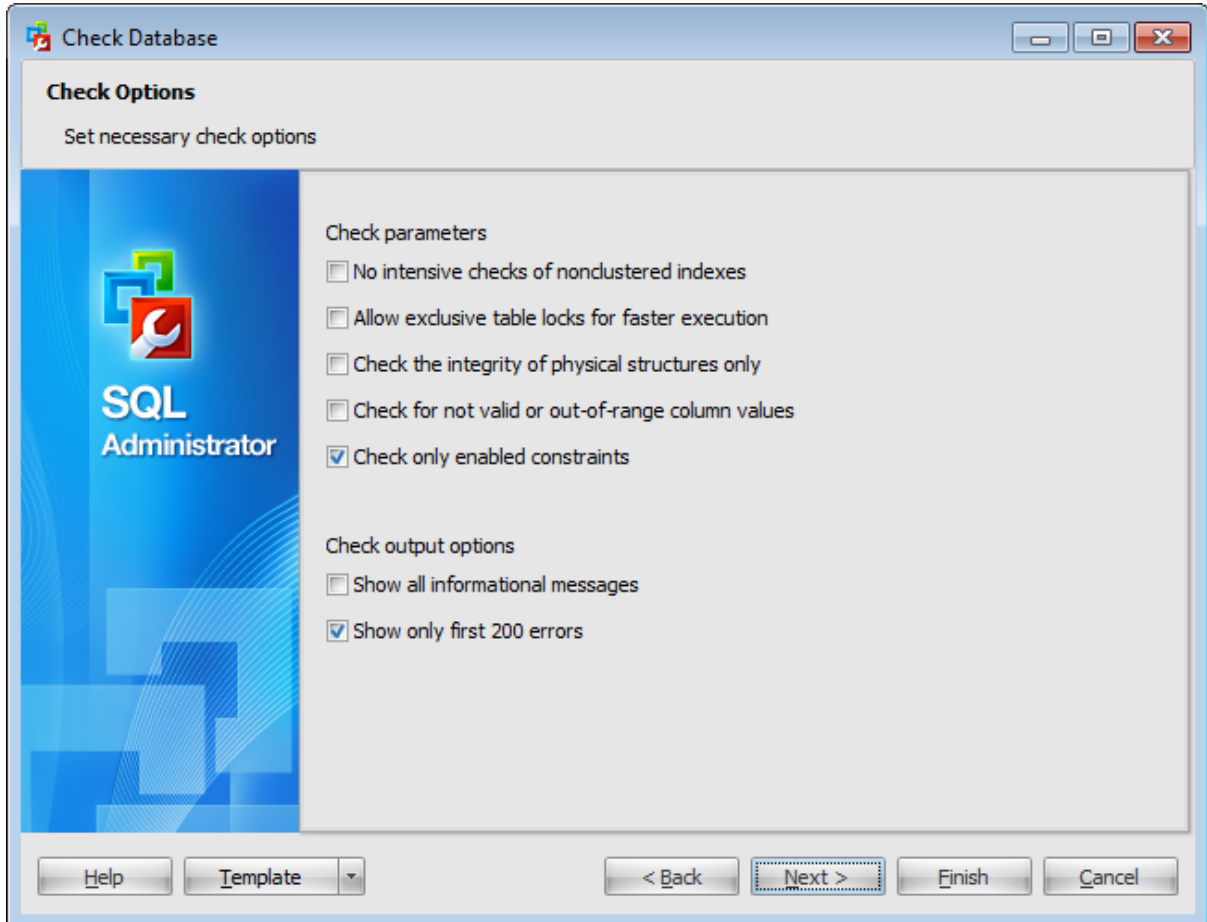 Check Database
Check Options
Set necessary check options
SQL
Administrator
Check parameters
No intensive checks of nonclustered indexes
Allow exclusive table locks for faster execution
Check the integrity of physical structures only
Check for not valid or out-of-range column values
Check only enabled constraints
Check output options
Show all informational messages
Show only first 200 errors
Help
Template
< Back
Next >
Finish
Cancel